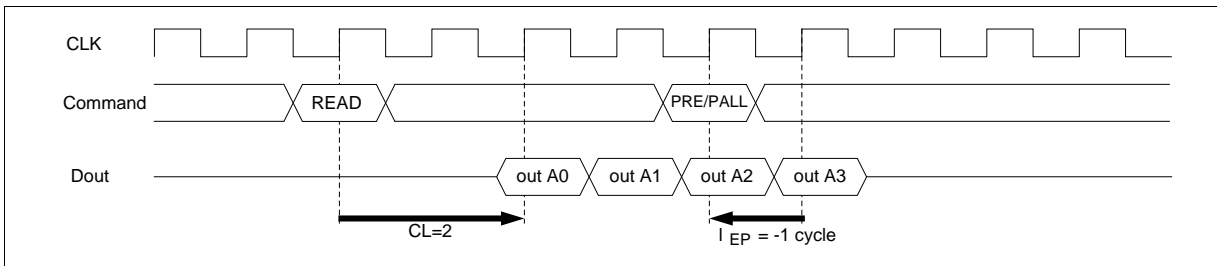 CLK
Command READ PRE/PALL
Dout out A0 out A1 out A2 out A3
CL=2 l EP = -1 cycle